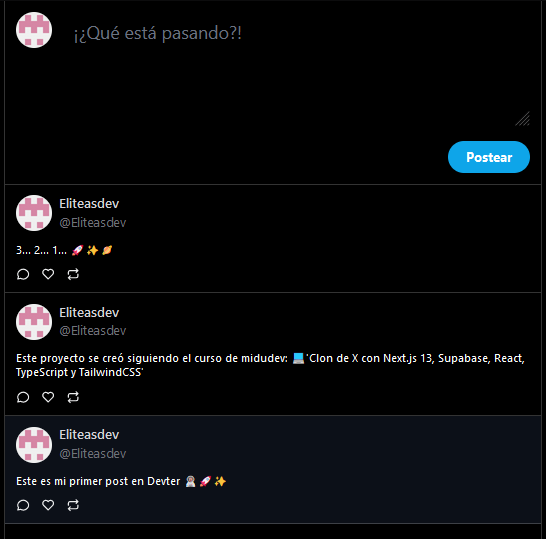 ¡¿Qué está pasando?!
Postear
Eliteasdev
@Eliteasdev
3... 2... 1... 🚀✨🪐
Eliteasdev
@Eliteasdev
Este proyecto se creó siguiendo el curso de midudev: 💻'Clon de X con Next.js 13, Supabase, React,
TypeScript y TailwindCSS'
Eliteasdev
@Eliteasdev
Este es mi primer post en Devter 👨🏽‍🚀🚀✨